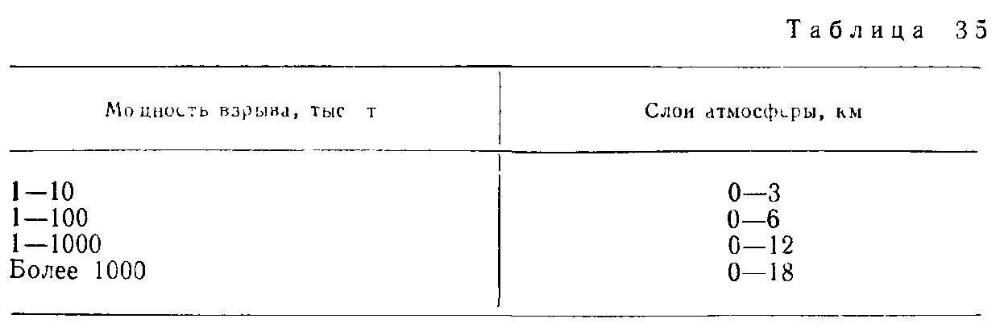 Таблица 35
Мощность взрыва, тыс т
Слои атмосферы, км
1—10 0—3
1—100 0—6
1—1000 0—12
Более 1000 0—18